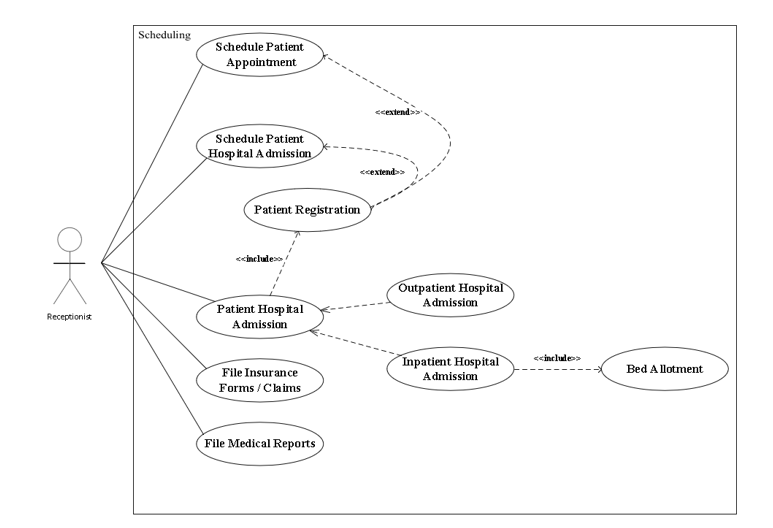 Scheduling
Schedule Patient
Appointment
<<extend>>
Schedule Patient
Hospital Admission
<<extend>>
Patient Registration
<<include>>
Receptionist
Outpatient Hospital
Admission
Patient Hospital
Admission
Inpatient Hospital
Admission
<<include>>
Bed Allotment
File Insurance
Forms / Claims
File Medical Reports